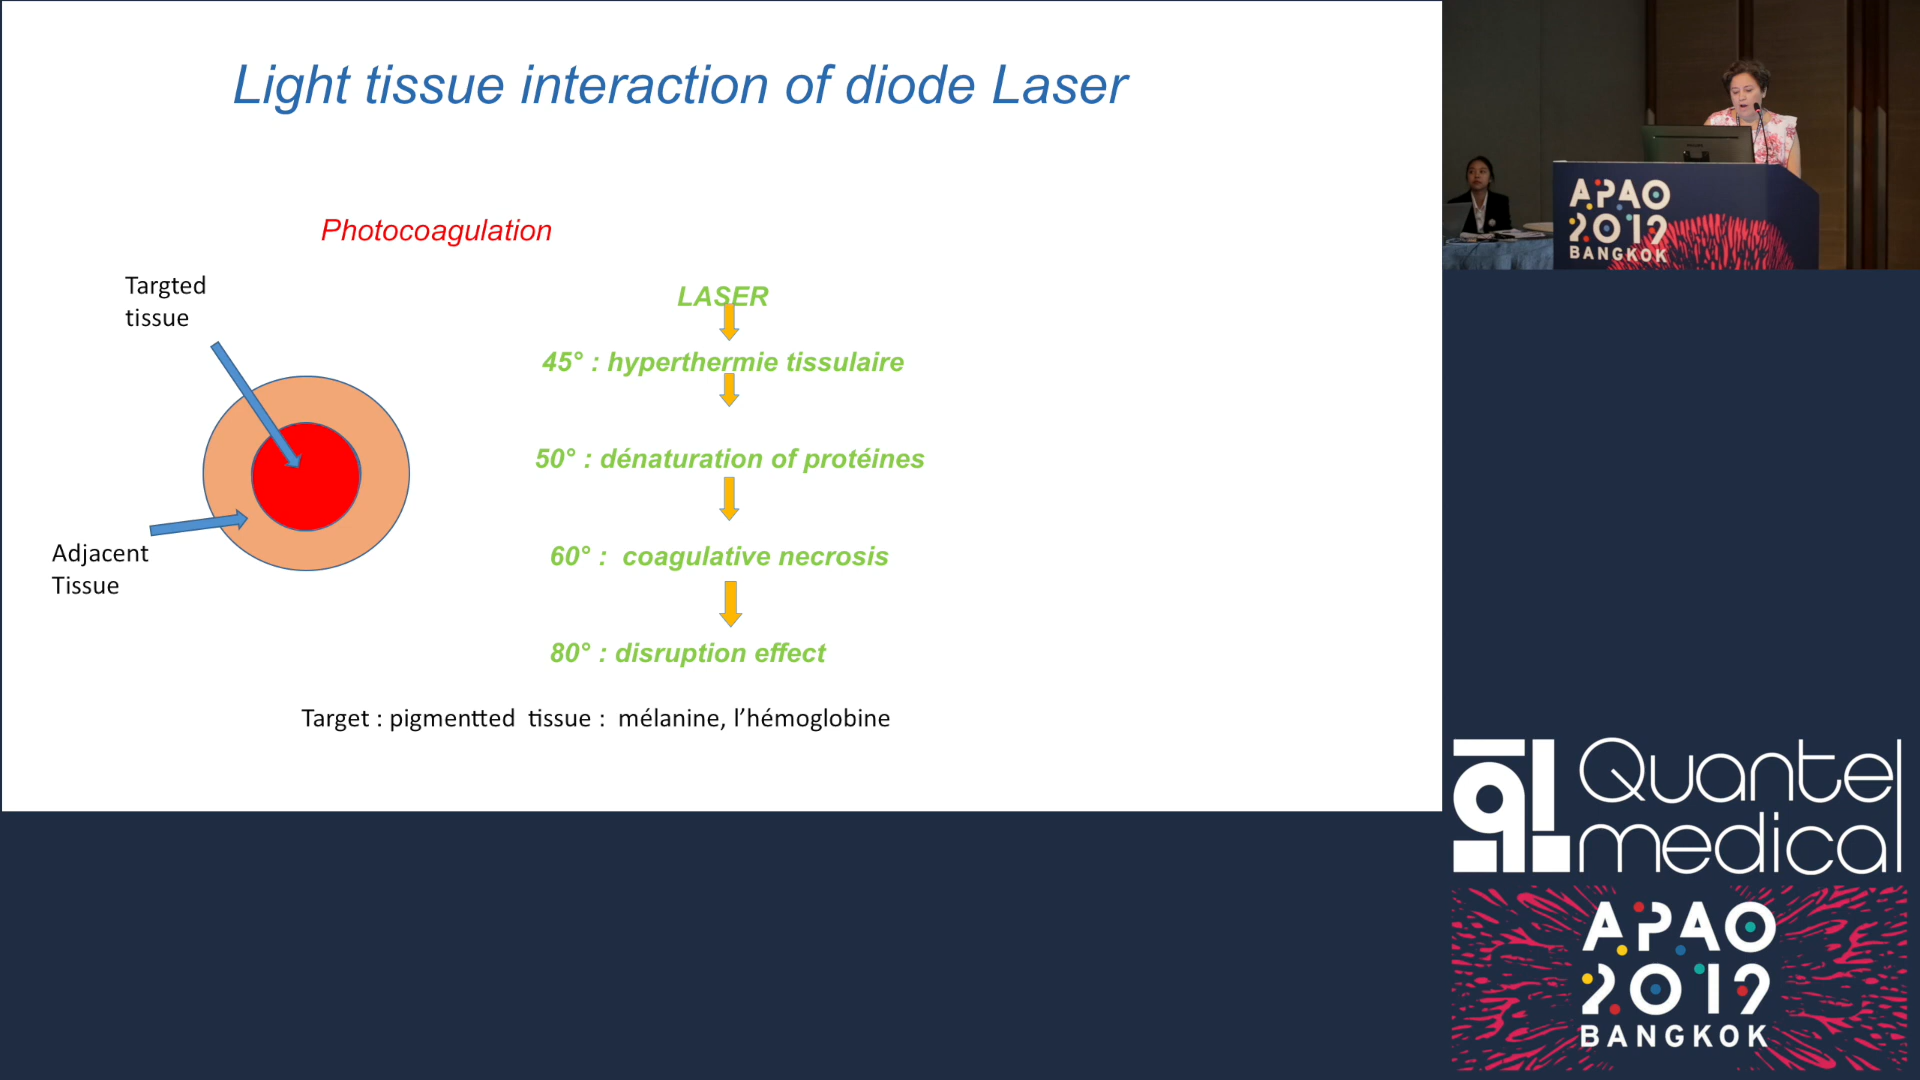 Light tissue interaction of diode Laser
Photocoagulation
Targted
tissue
LASER
45° : hyperthermie tissulaire
50° : dénaturation of protéines
60° : coagulative necrosis
Adjacent
Tissue
80° : disruption effect
Target : pigmentted tissue : mélanine, l’hémoglobine
APAO
2019
BANGKOK
Quantel
medical
APAO
2019
BANGKOK